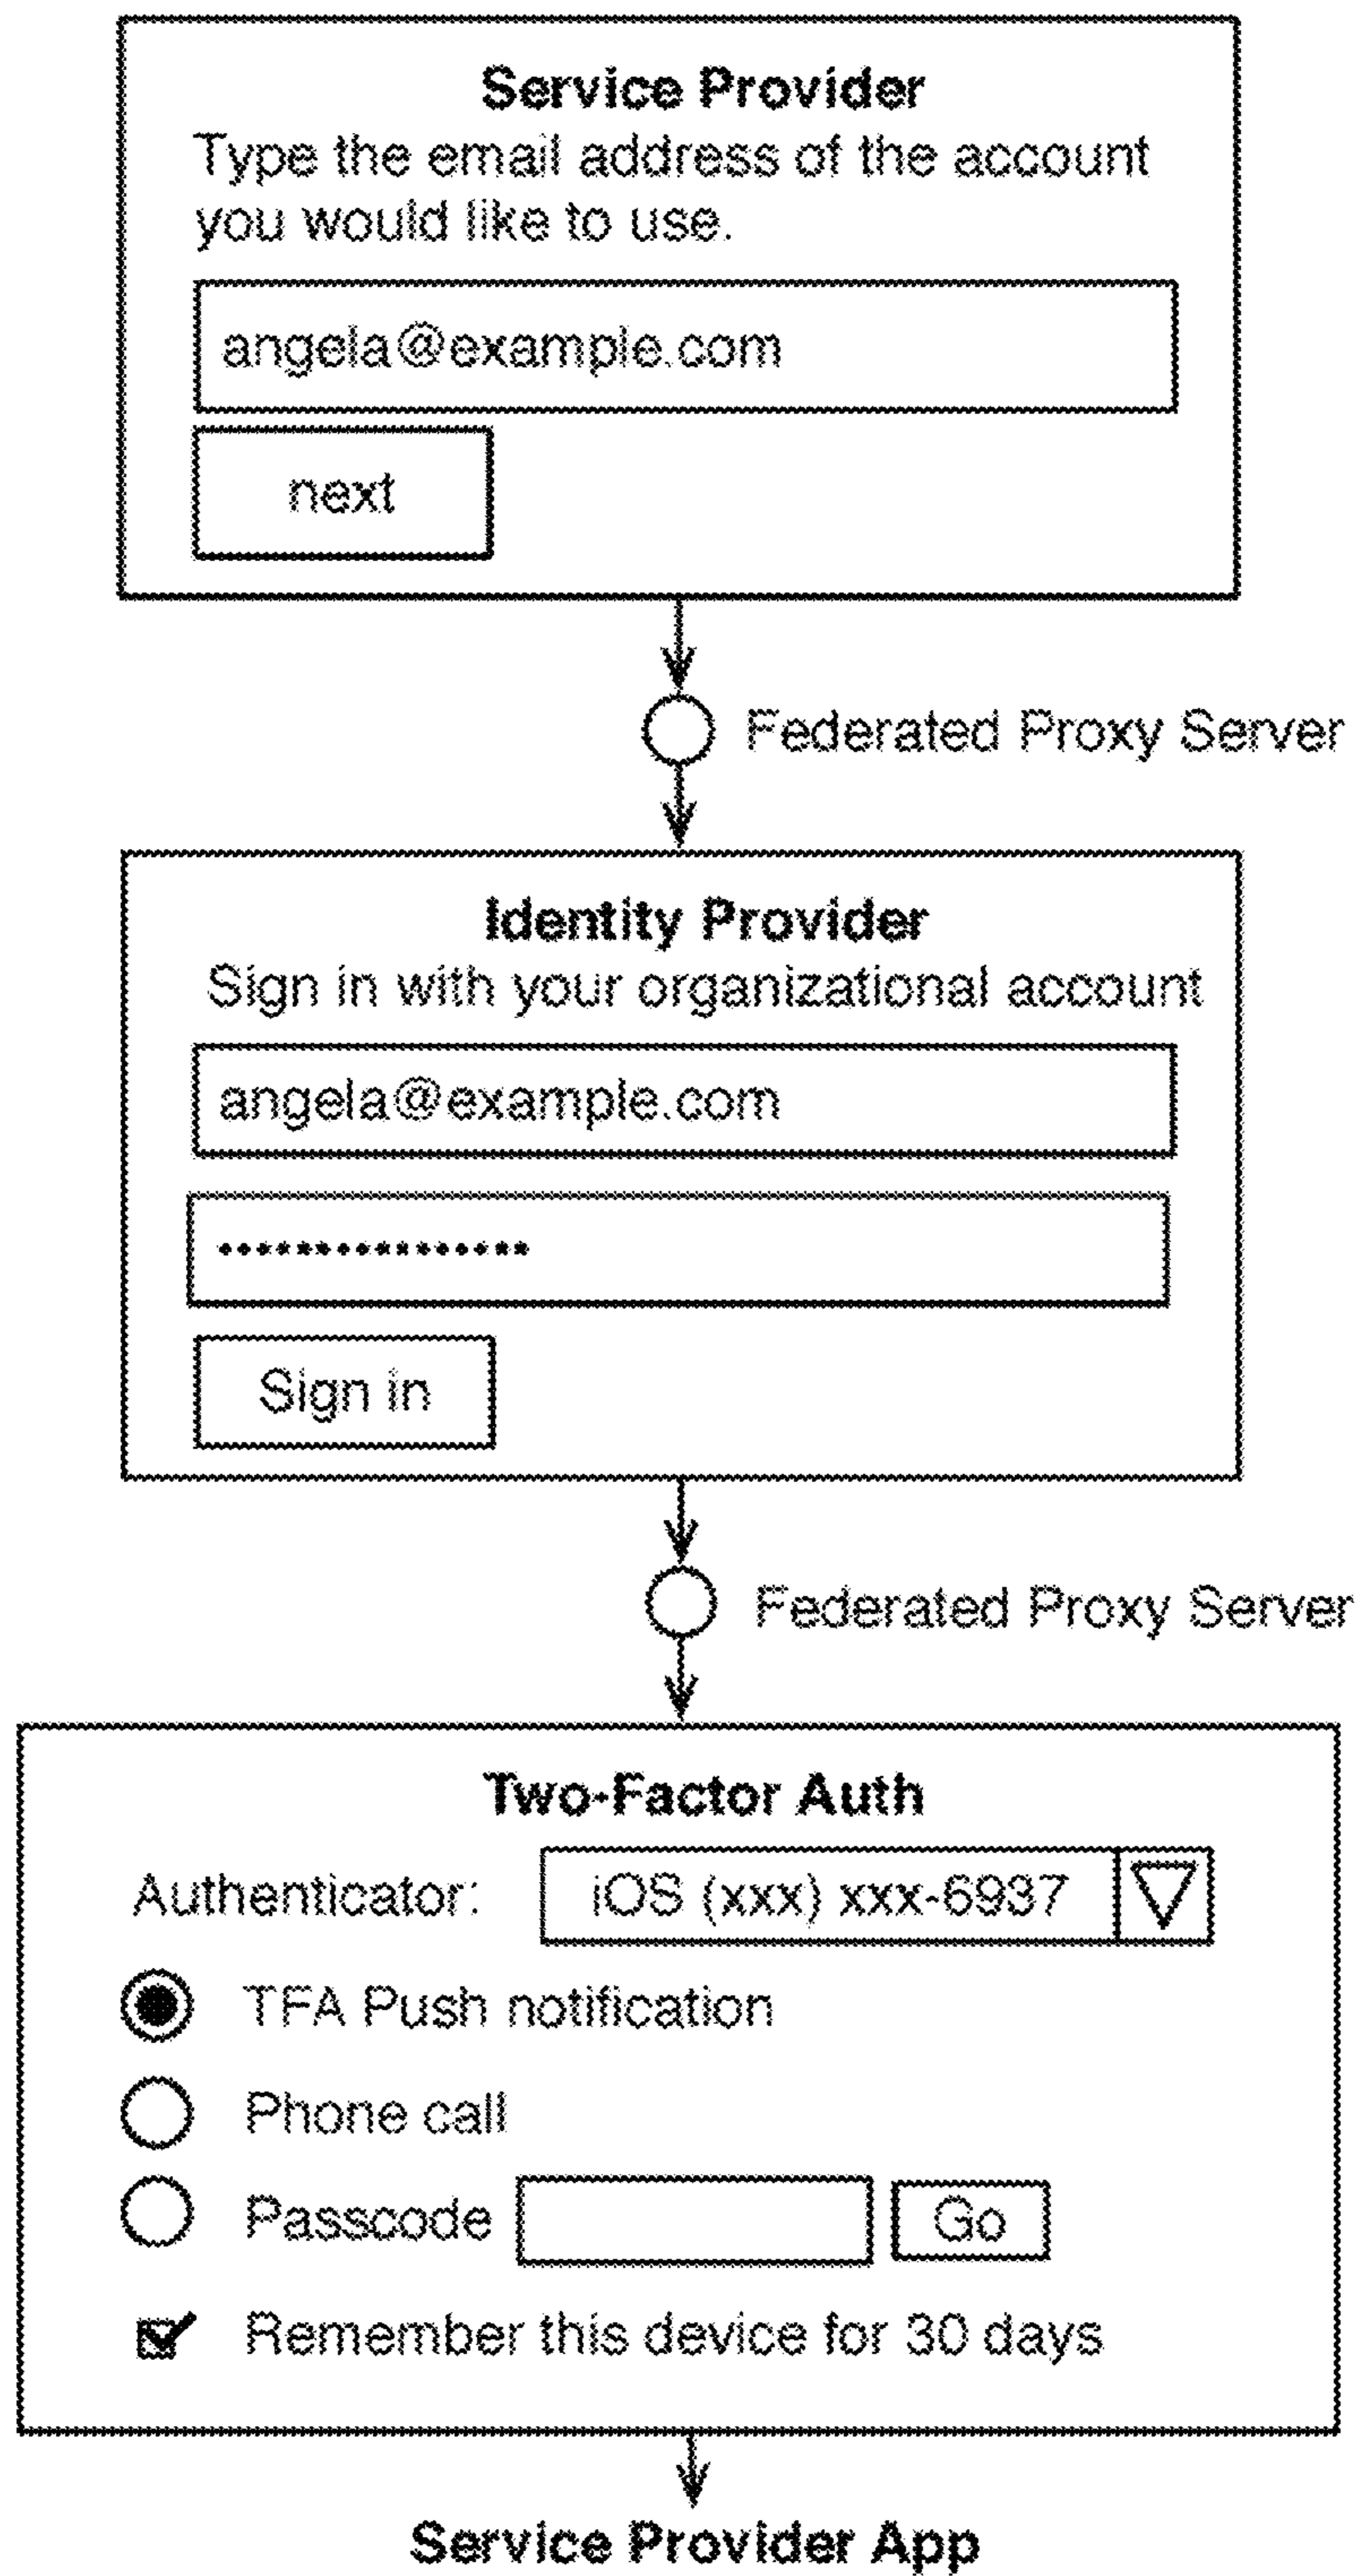 Service Provider
Type the email address of the account
you would like to use.
angela@example.com
next
Federated Proxy Server
Identity Provider
Sign in with your organizational account
angela@example.com
••••••••••••••••
Sign in
Federated Proxy Server
Two-Factor Auth
Authenticator: iOS (xxx) xxx-6937
TFA Push notification
Phone call
Passcode Go
Remember this device for 30 days
Service Provider App